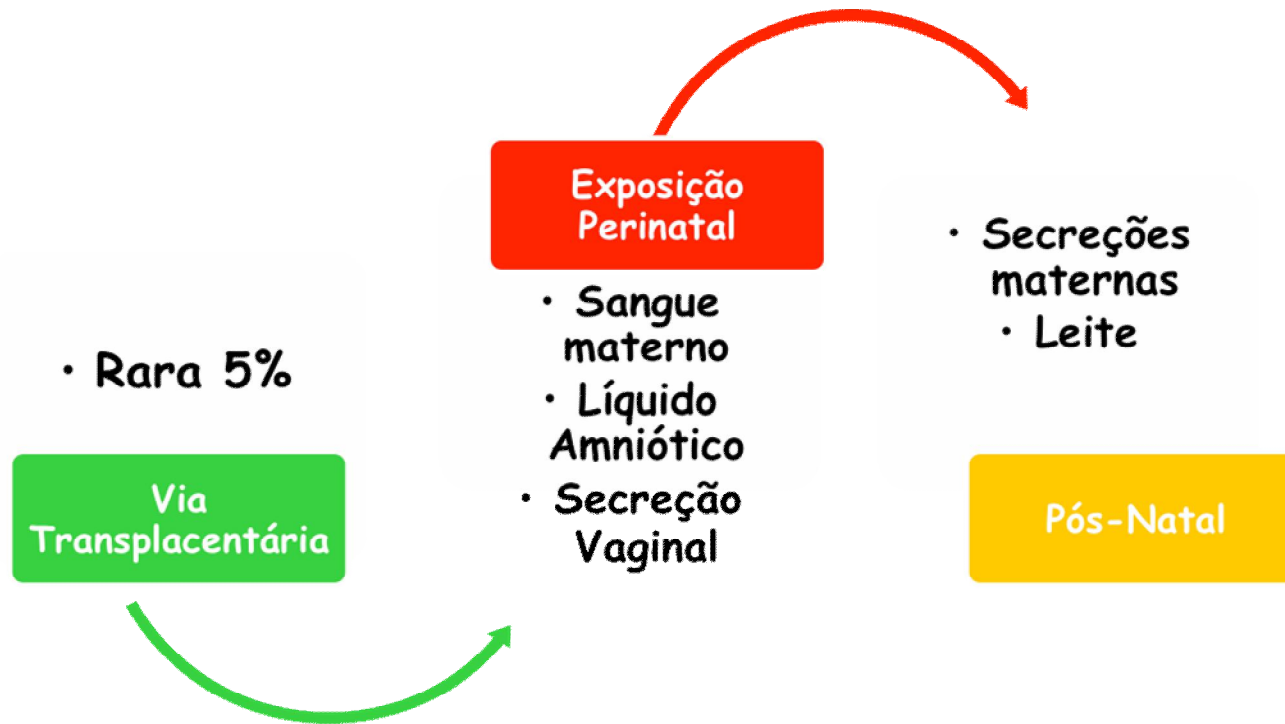 • Rara 5%
Via
Transplacentária
Exposição
Perinatal
• Sangue
materno
• Líquido
Amniótico
• Secreção
Vaginal
• Secreções
maternas
• Leite
Pós-Natal